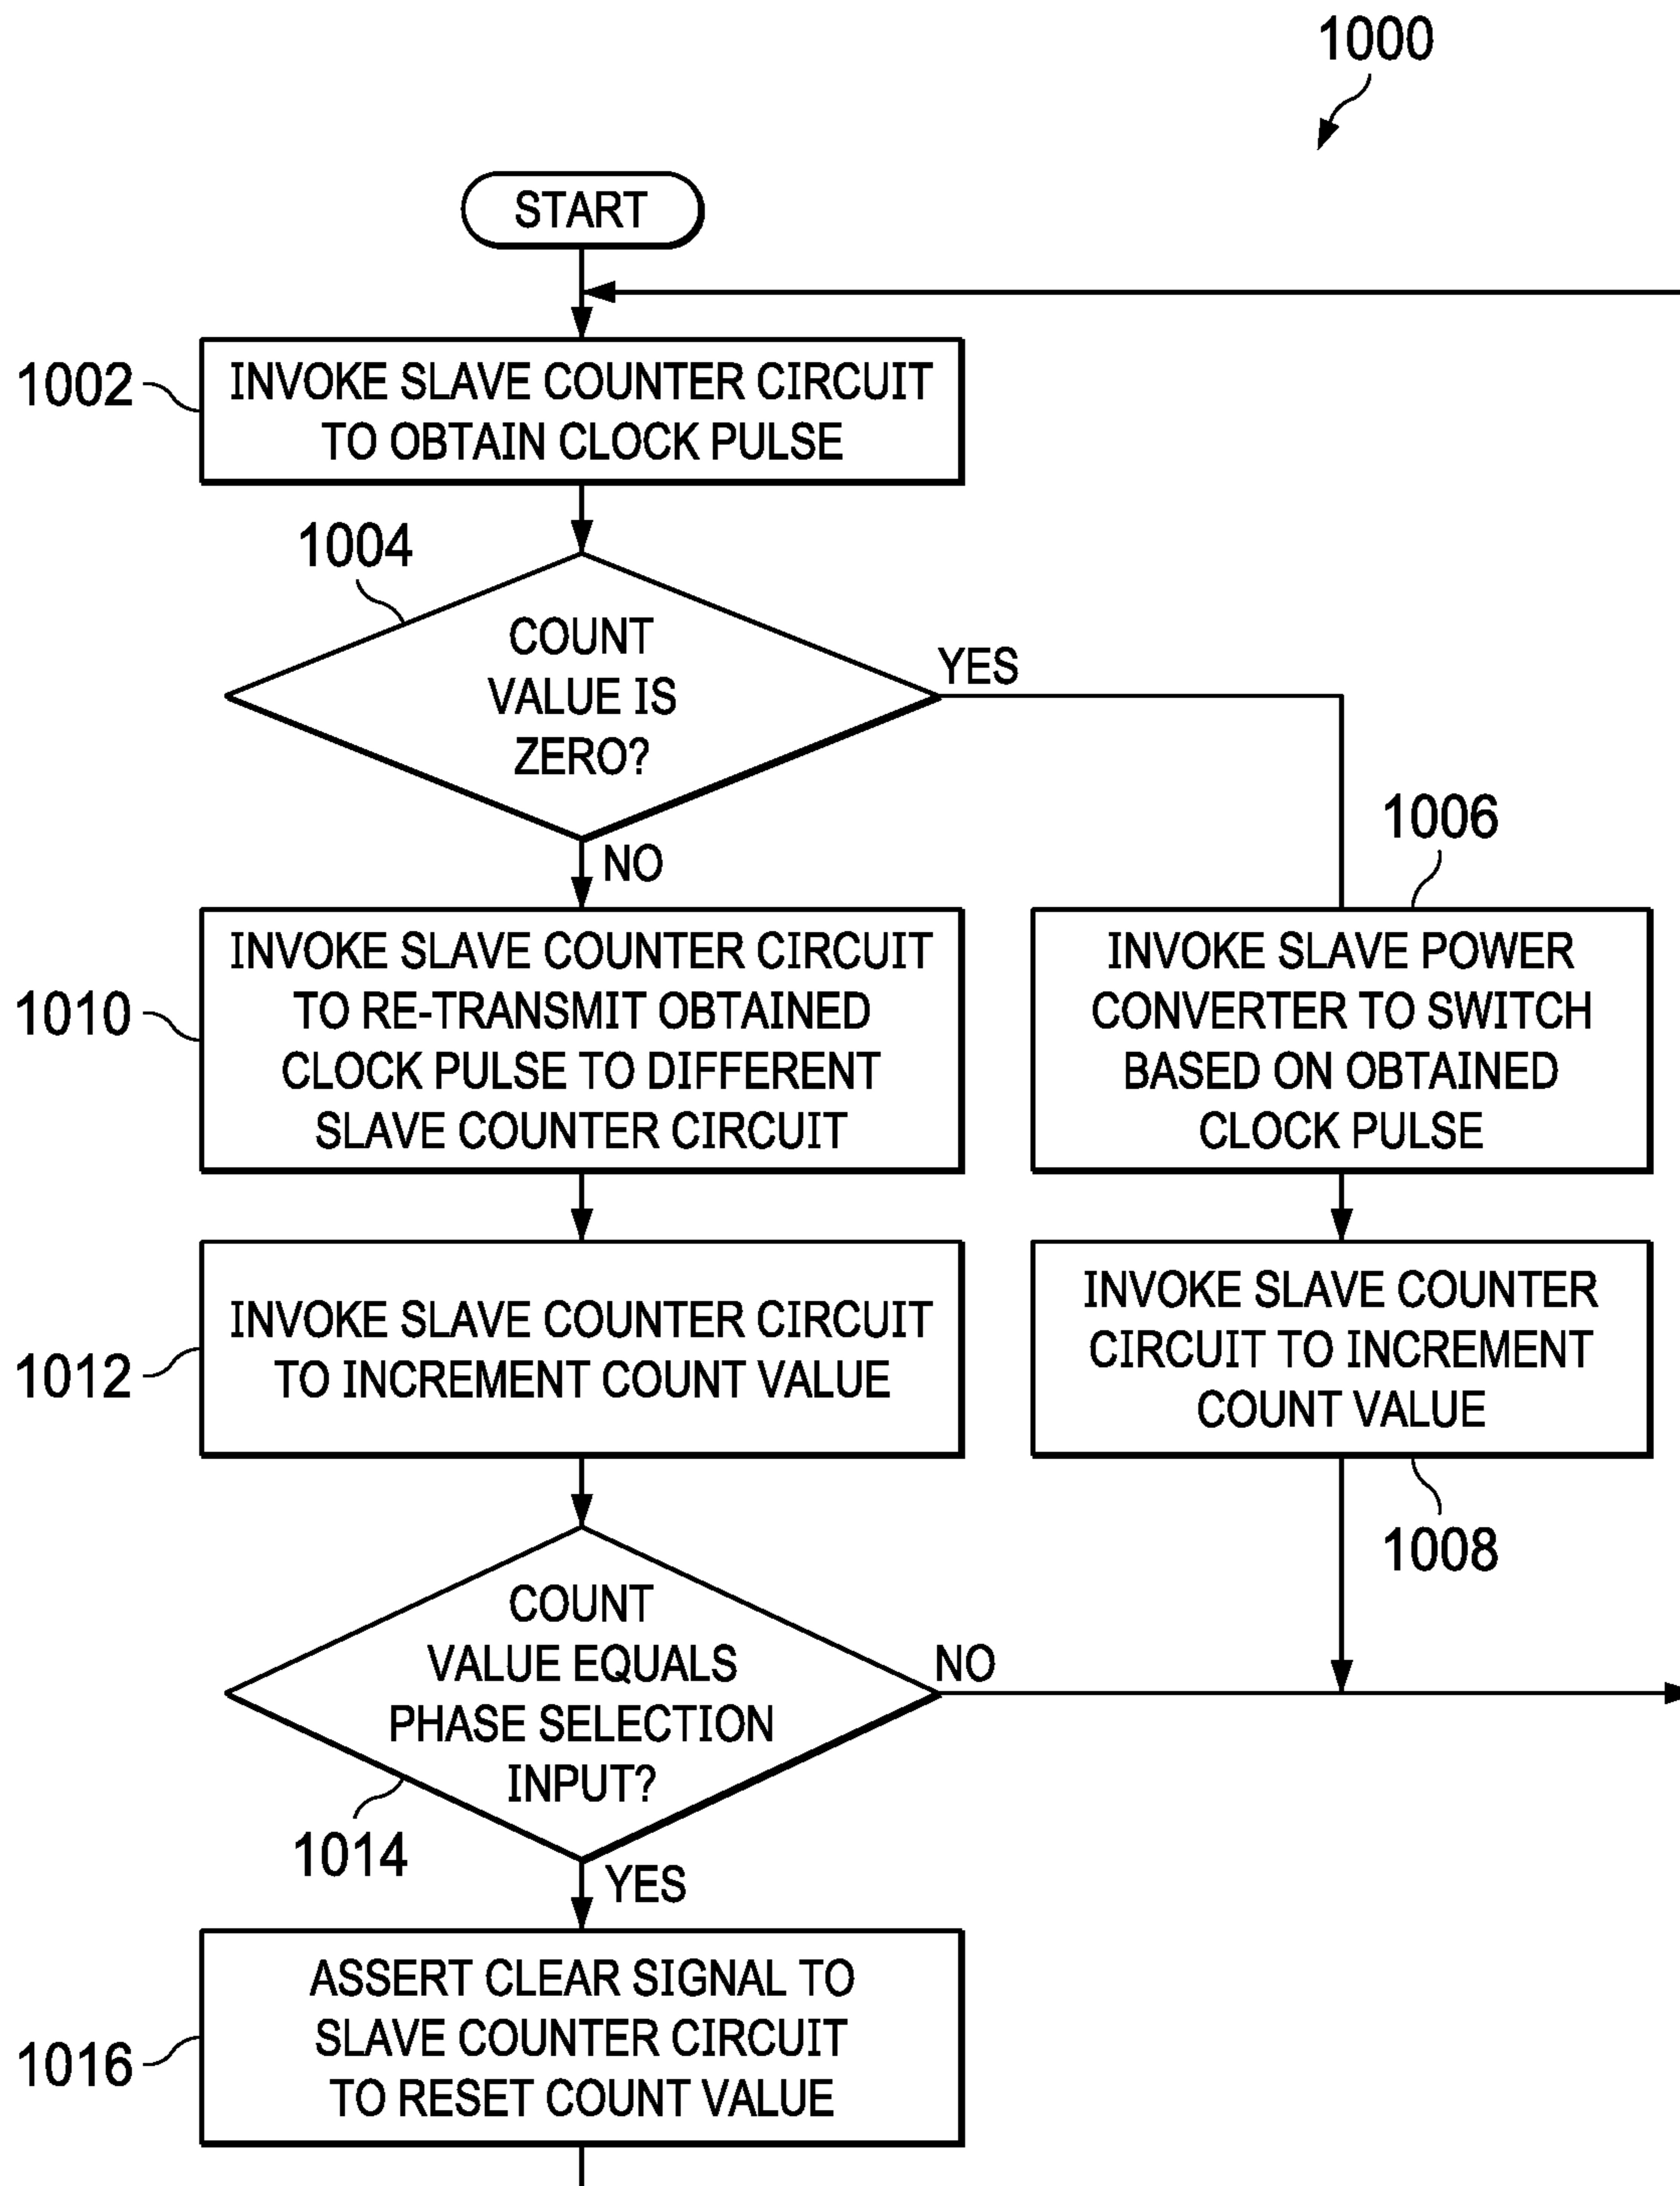 1000
START
1002
INVOKE SLAVE COUNTER CIRCUIT
TO OBTAIN CLOCK PULSE
1004
COUNT
VALUE IS
ZERO?
YES
NO
1006
1010
INVOKE SLAVE COUNTER CIRCUIT
TO RE-TRANSMIT OBTAINED
CLOCK PULSE TO DIFFERENT
SLAVE COUNTER CIRCUIT
INVOKE SLAVE POWER
CONVERTER TO SWITCH
BASED ON OBTAINED
CLOCK PULSE
1012
INVOKE SLAVE COUNTER CIRCUIT
TO INCREMENT COUNT VALUE
INVOKE SLAVE COUNTER
CIRCUIT TO INCREMENT
COUNT VALUE
1008
COUNT
VALUE EQUALS
PHASE SELECTION
INPUT?
NO
1014
YES
1016
ASSERT CLEAR SIGNAL TO
SLAVE COUNTER CIRCUIT
TO RESET COUNT VALUE